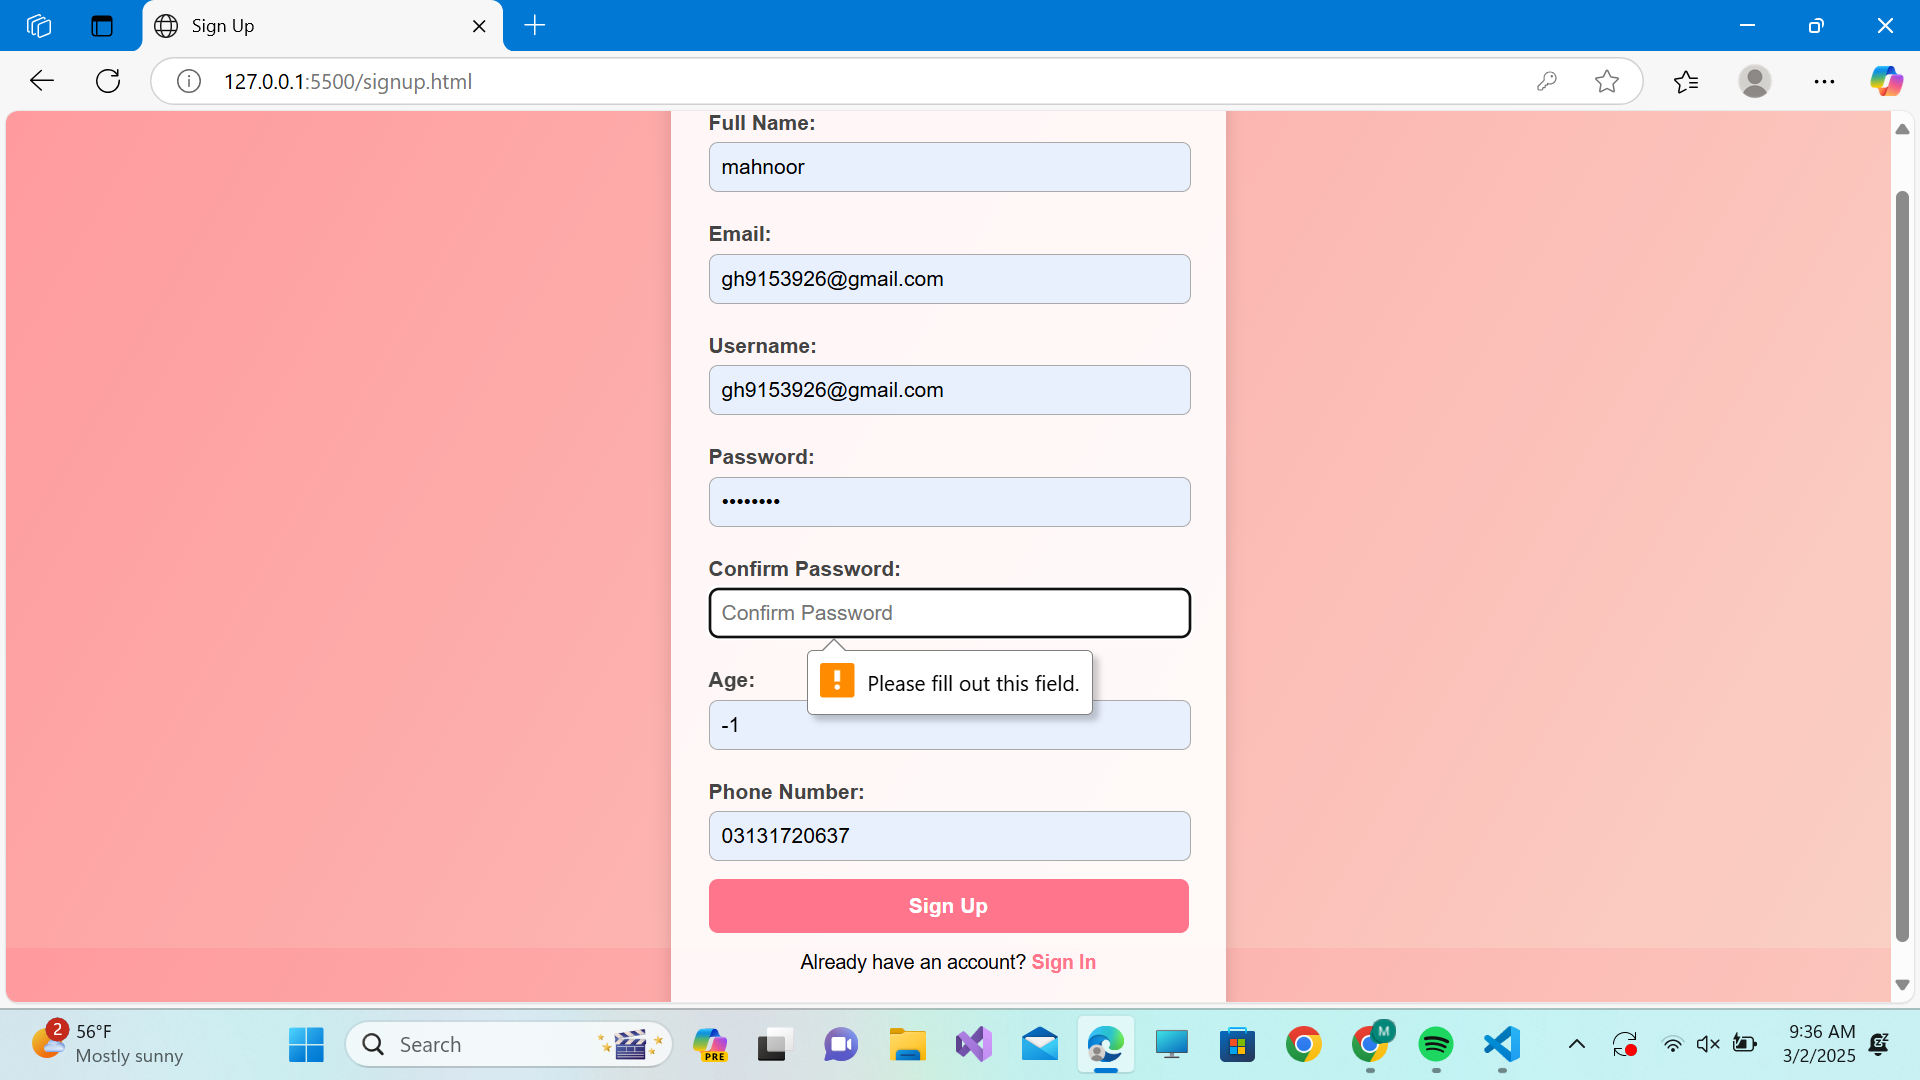 Sign Up
127.0.0.1:5500/signup.html
Full Name:
mahnoor
Email:
gh9153926@gmail.com
Username:
gh9153926@gmail.com
Password:
••••••••
Confirm Password:
Confirm Password
Please fill out this field.
Age:
-1
Phone Number:
03131720637
Sign Up
Already have an account? Sign In
2
56°F
Mostly sunny
Search
PRE
M
9:36 AM
3/2/2025